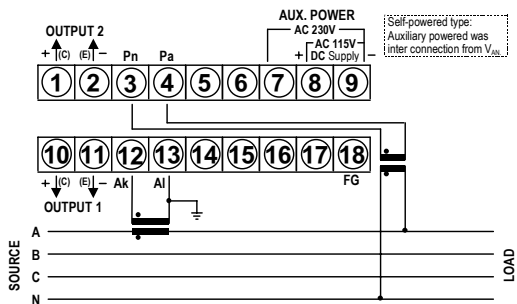 AUX. POWER
OUTPUT 2
AC 230V
AC 115V
+ (C) (E) – Pn Pa + DC Supply –
Self-powered type:
Auxiliary powered was
inter connection from VAN.
1 2 3 4 5 6 7 8 9
10 11 12 13 14 15 16 17 18
+ (C) (E) – Ak Al FG
OUTPUT 1
SOURCE
A
B
C
N
LOAD